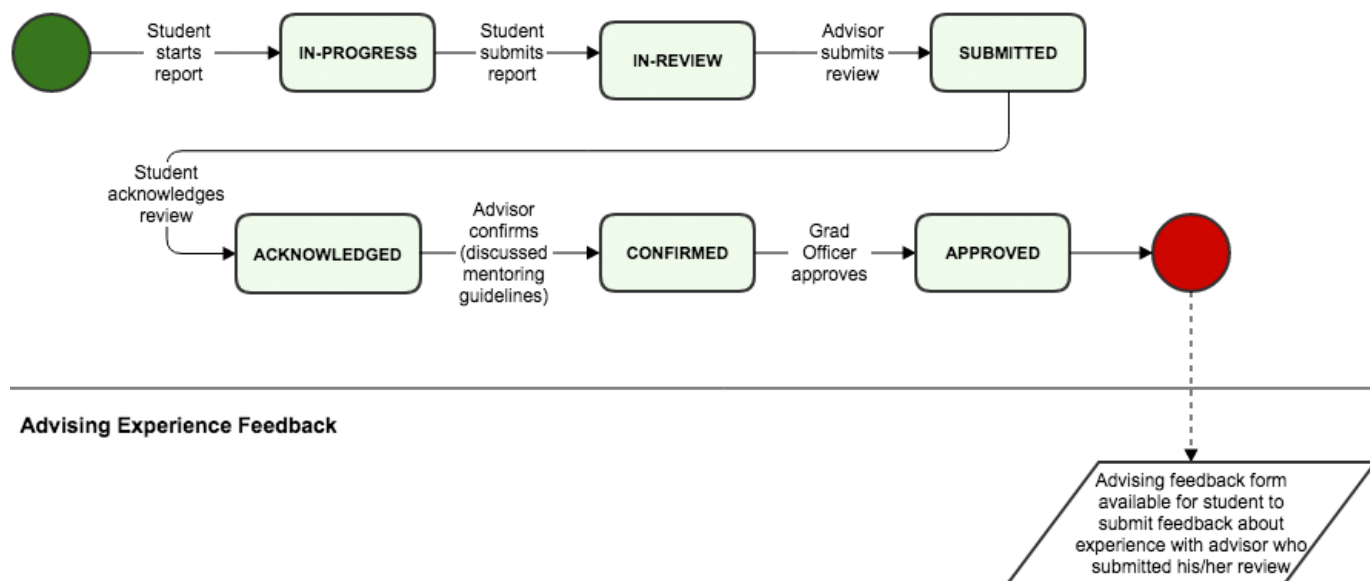 Student
starts
report
IN-PROGRESS
Student
submits
report
IN-REVIEW
Advisor
submits
review
SUBMITTED
Student
acknowledges
review
ACKNOWLEDGED
Advisor
confirms
(discussed
mentoring
guidelines)
CONFIRMED
Grad
Officer
approves
APPROVED
Advising Experience Feedback
Advising feedback form
available for student to
submit feedback about
experience with advisor who
submitted his/her review